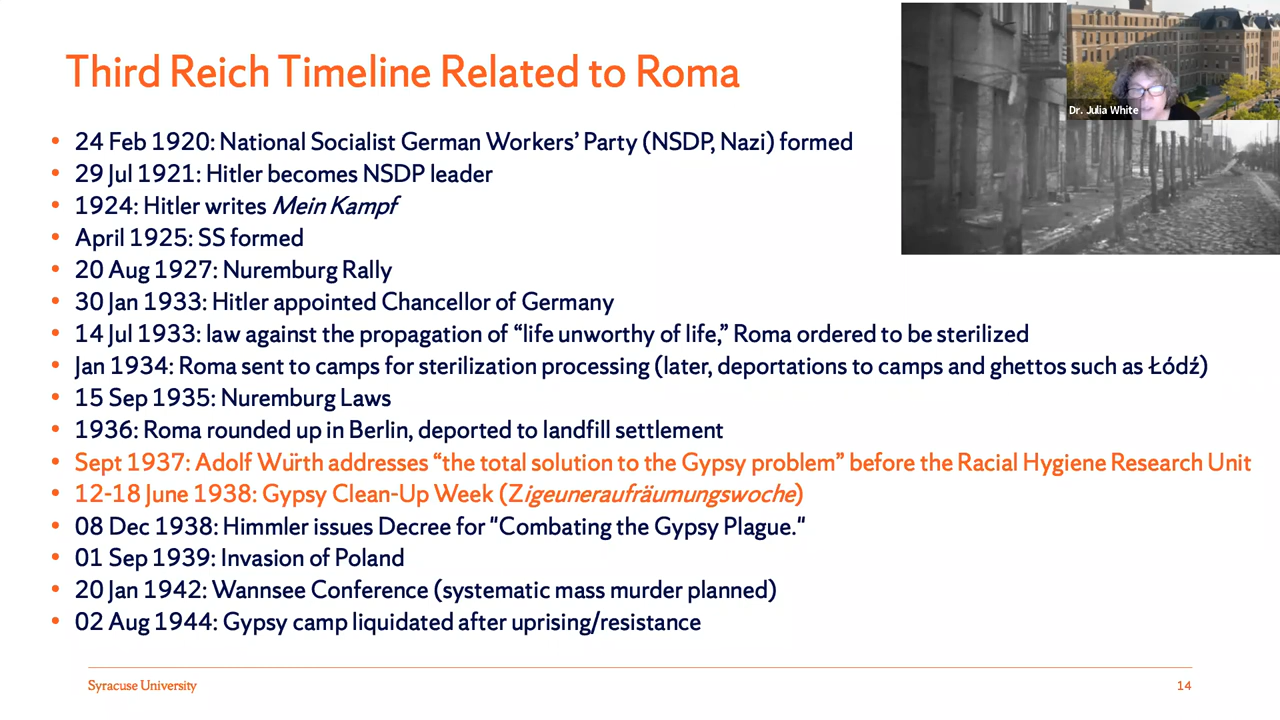 Third Reich Timeline Related to Roma
Dr. Julia White
• 24 Feb 1920: National Socialist German Workers’ Party (NSDP, Nazi) formed
• 29 Jul 1921: Hitler becomes NSDP leader
• 1924: Hitler writes Mein Kampf
• April 1925: SS formed
• 20 Aug 1927: Nuremburg Rally
• 30 Jan 1933: Hitler appointed Chancellor of Germany
• 14 Jul 1933: law against the propagation of “life unworthy of life,” Roma ordered to be sterilized
• Jan 1934: Roma sent to camps for sterilization processing (later, deportations to camps and ghettos such as Łódź)
• 15 Sep 1935: Nuremburg Laws
• 1936: Roma rounded up in Berlin, deported to landfill settlement
• Sept 1937: Adolf Würth addresses “the total solution to the Gypsy problem” before the Racial Hygiene Research Unit
• 12-18 June 1938: Gypsy Clean-Up Week (Zigeuneraufräumungswoche)
• 08 Dec 1938: Himmler issues Decree for "Combating the Gypsy Plague."
• 01 Sep 1939: Invasion of Poland
• 20 Jan 1942: Wannsee Conference (systematic mass murder planned)
• 02 Aug 1944: Gypsy camp liquidated after uprising/resistance
Syracuse University
14